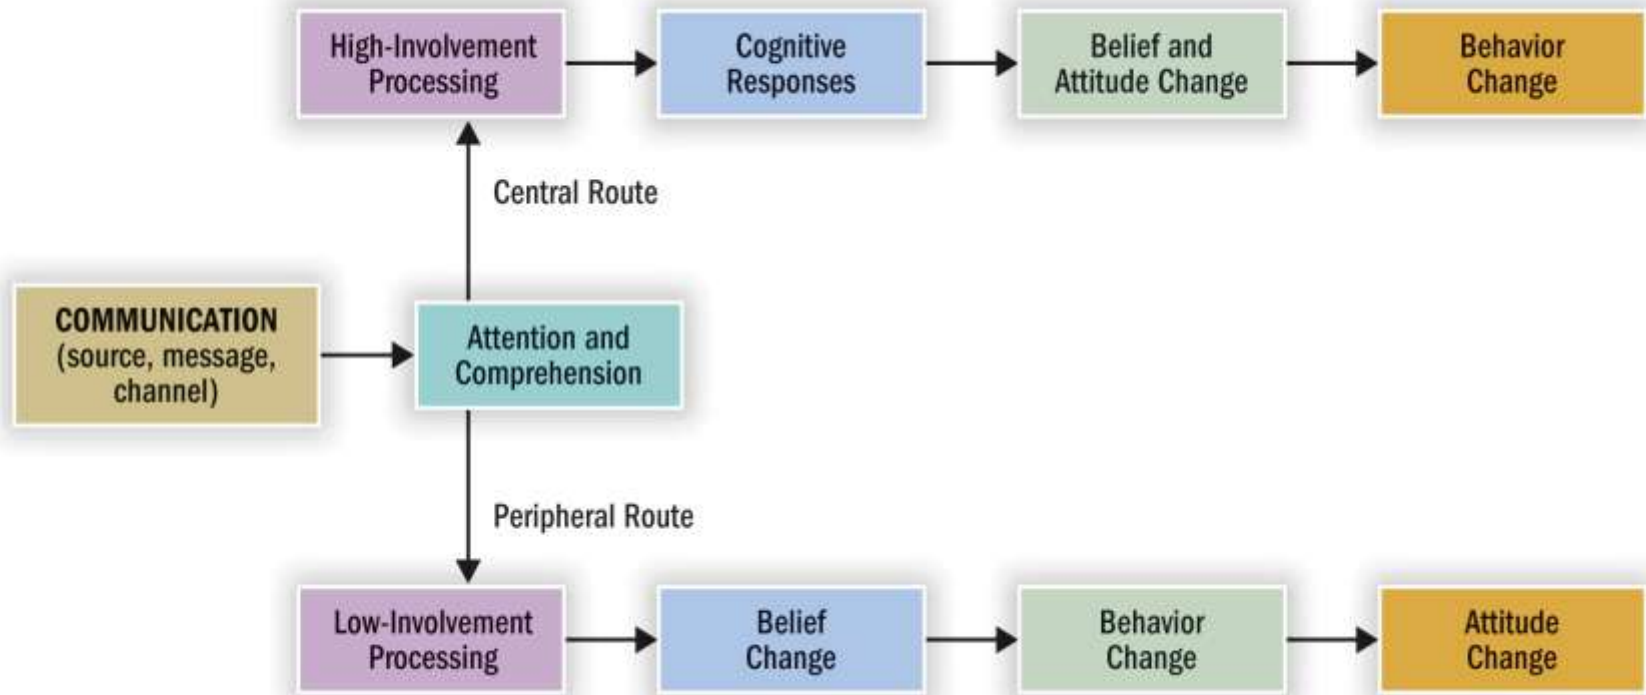 High-Involvement
Processing
Cognitive
Responses
Belief and
Attitude Change
Behavior
Change
Central Route
COMMUNICATION
(source, message,
channel)
Attention and
Comprehension
Peripheral Route
Low-Involvement
Processing
Belief
Change
Behavior
Change
Attitude
Change